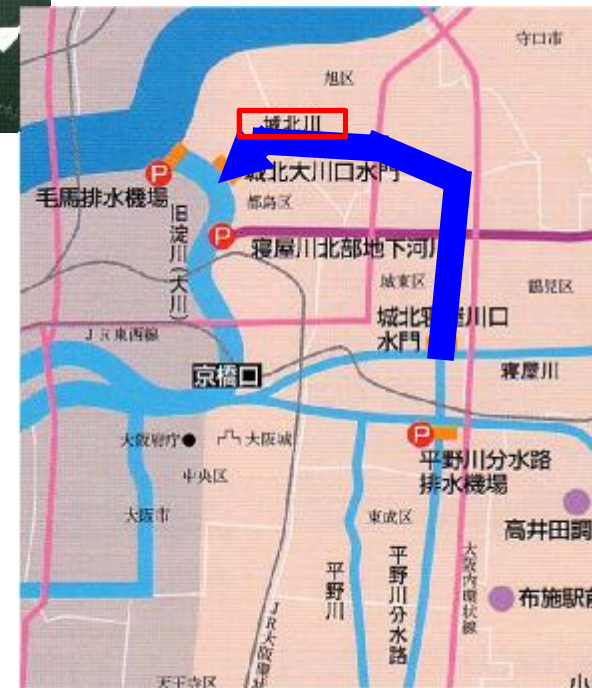 守口市
旭区
城北川
城北大川口水門
毛馬排水機場
都島区
旧淀川(大川)
寝屋川北部地下河川
城東区
鶴見区
城北寝屋川口
水門
JR東西線
寝屋川
京橋口
大阪府庁
大阪城
平野川分水路
排水機場
中央区
大阪市
東成区
高井田調
大阪内環状線
平野川
平野川分水路
布施駅前
JR大阪環状
天王寺区
小
P
P
P